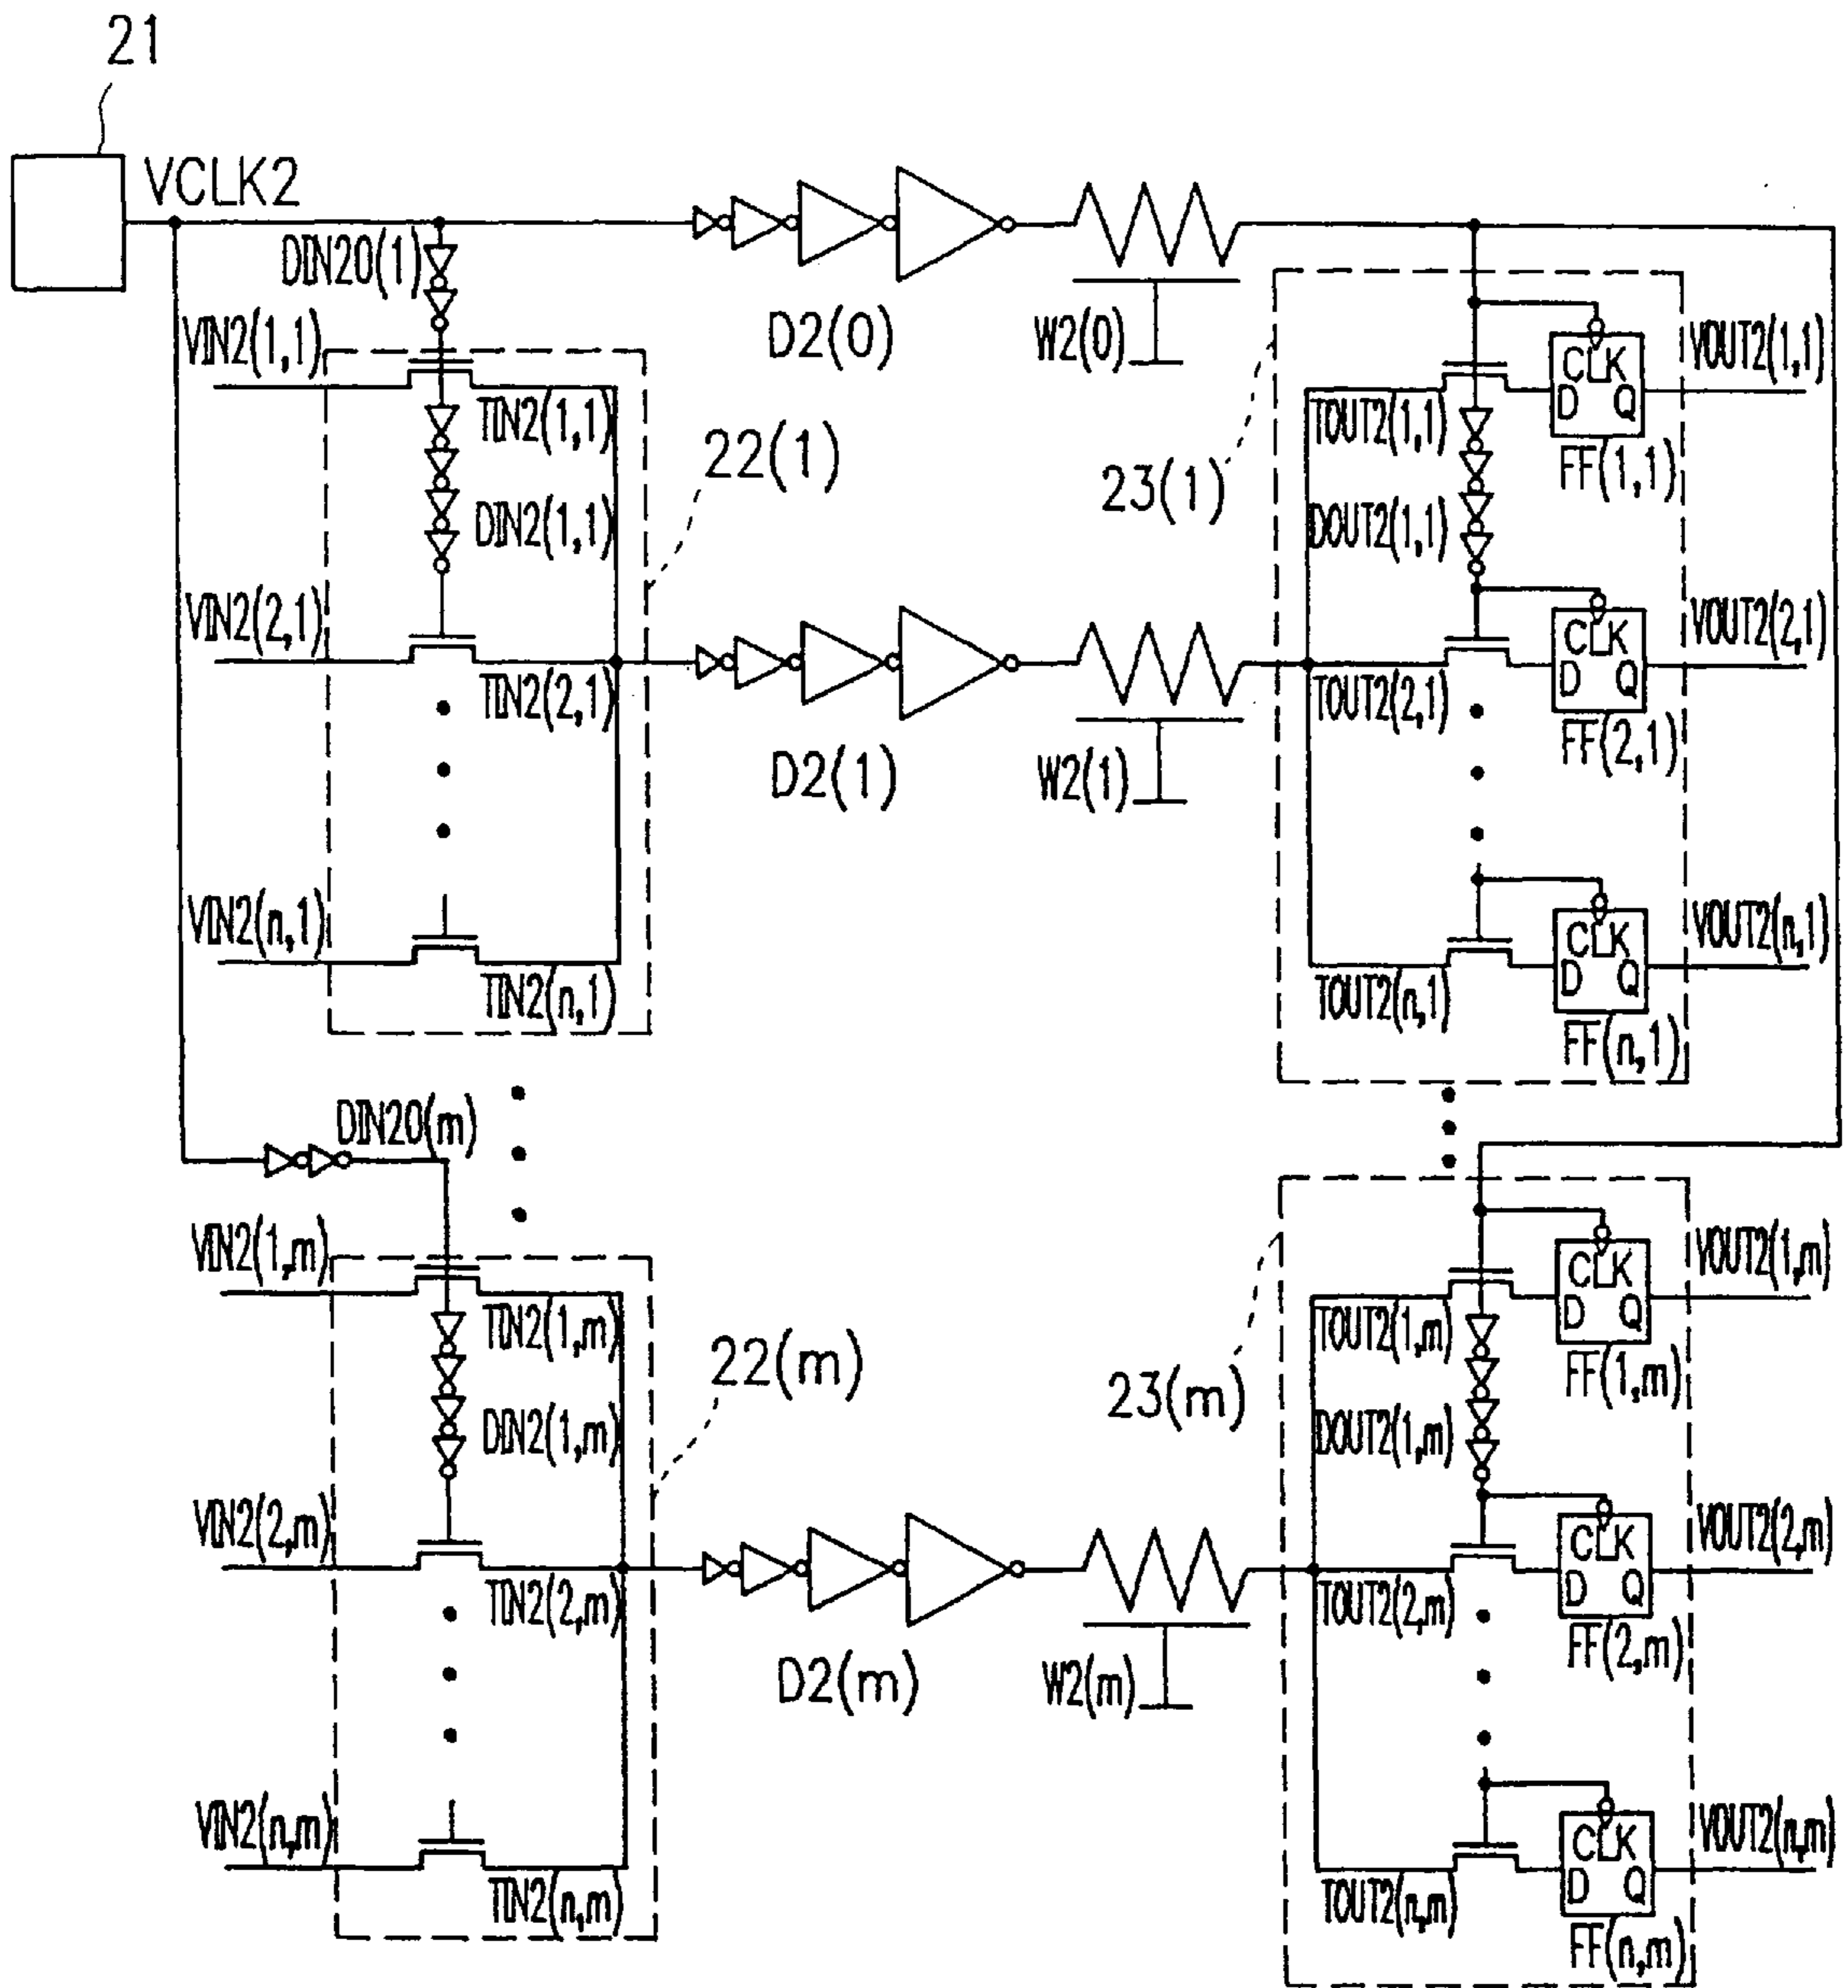 21
VCLK2
DIN20(1)
VIN2(1,1)
TIN2(1,1)
DIN2(1,1)
22(1)
VIN2(2,1)
TIN2(2,1)
VIN2(n,1)
TIN2(n,1)
D2(0)
W2(0)
D2(1)
W2(1)
23(1)
TOUT2(1,1)
CLK
D Q
FF(1,1)
VOUT2(1,1)
DOUT2(1,1)
TOUT2(2,1)
CLK
D Q
FF(2,1)
VOUT2(2,1)
TOUT2(n,1)
CLK
D Q
FF(n,1)
VOUT2(n,1)
DIN20(m)
VIN2(1,m)
TIN2(1,m)
DIN2(1,m)
22(m)
VIN2(2,m)
TIN2(2,m)
VIN2(n,m)
TIN2(n,m)
D2(m)
W2(m)
23(m)
TOUT2(1,m)
CLK
D Q
FF(1,m)
VOUT2(1,m)
DOUT2(1,m)
TOUT2(2,m)
CLK
D Q
FF(2,m)
VOUT2(2,m)
TOUT2(n,m)
CLK
D Q
FF(n,m)
VOUT2(n,m)